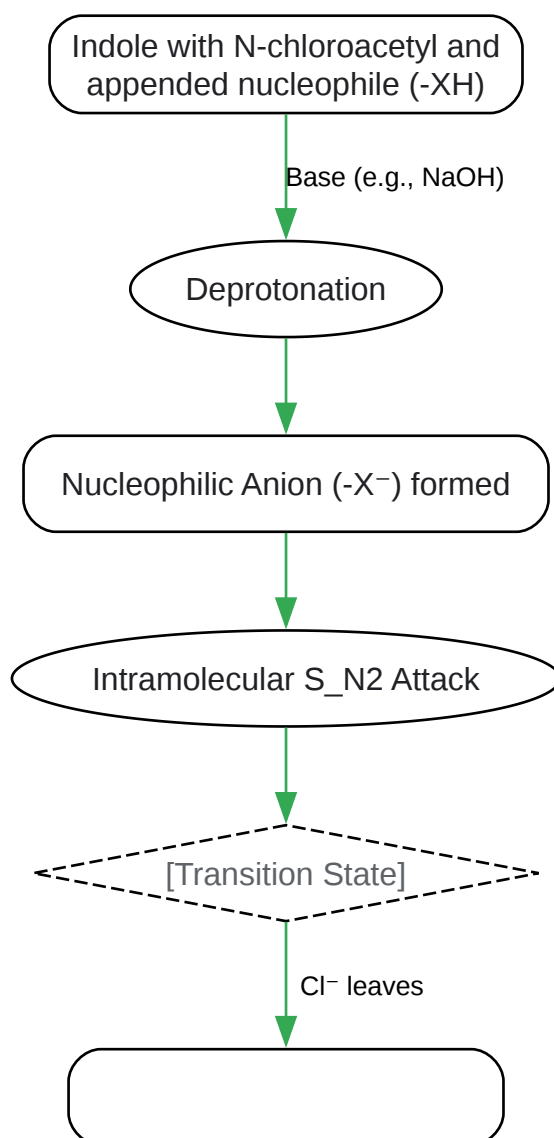 Indole with N-chloroacetyl and
appended nucleophile (-XH)
Base (e.g., NaOH)
Deprotonation
Nucleophilic Anion (-X⁻) formed
Intramolecular S_N2 Attack
[Transition State]
Cl⁻ leaves